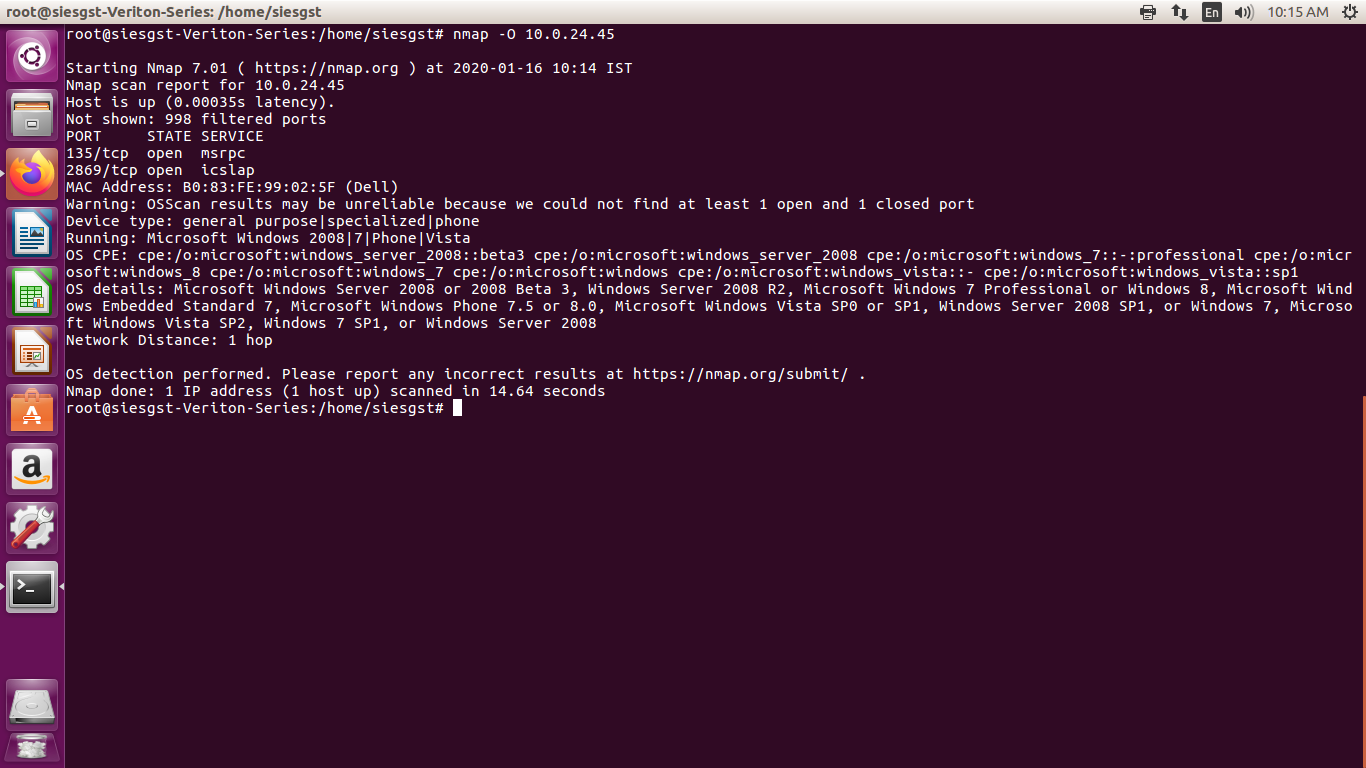 root@siesgst-Veriton-Series: /home/siesgst
En
10:15 AM
root@siesgst-Veriton-Series:/home/siesgst# nmap -O 10.0.24.45
Starting Nmap 7.01 ( https://nmap.org ) at 2020-01-16 10:14 IST
Nmap scan report for 10.0.24.45
Host is up (0.00035s latency).
Not shown: 998 filtered ports
PORT     STATE SERVICE
135/tcp  open  msrpc
2869/tcp open  icslap
MAC Address: B0:83:FE:99:02:5F (Dell)
Warning: OSScan results may be unreliable because we could not find at least 1 open and 1 closed port
Device type: general purpose|specialized|phone
Running: Microsoft Windows 2008|7|Phone|Vista
OS CPE: cpe:/o:microsoft:windows_server_2008::beta3 cpe:/o:microsoft:windows_server_2008 cpe:/o:microsoft:windows_7::-:professional cpe:/o:micr
osoft:windows_8 cpe:/o:microsoft:windows_7 cpe:/o:microsoft:windows cpe:/o:microsoft:windows_vista::- cpe:/o:microsoft:windows_vista::sp1
OS details: Microsoft Windows Server 2008 or 2008 Beta 3, Windows Server 2008 R2, Microsoft Windows 7 Professional or Windows 8, Microsoft Wind
ows Embedded Standard 7, Microsoft Windows Phone 7.5 or 8.0, Microsoft Windows Vista SP0 or SP1, Windows Server 2008 SP1, or Windows 7, Microso
ft Windows Vista SP2, Windows 7 SP1, or Windows Server 2008
Network Distance: 1 hop
OS detection performed. Please report any incorrect results at https://nmap.org/submit/ .
Nmap done: 1 IP address (1 host up) scanned in 14.64 seconds
root@siesgst-Veriton-Series:/home/siesgst#